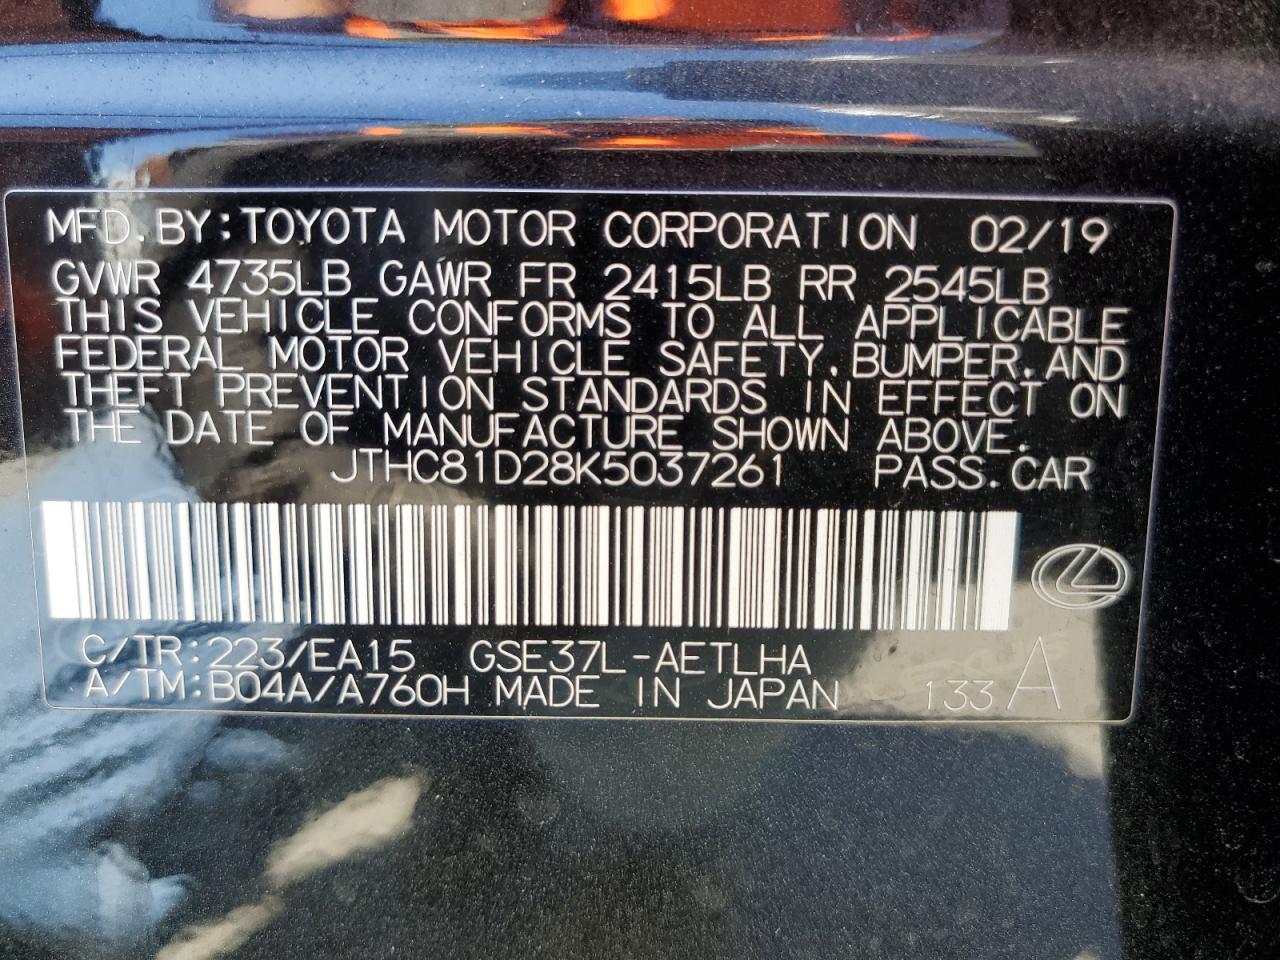 MFD. BY: TOYOTA MOTOR CORPORATION 02/19
GVWR 4735LB GAWR FR 2415LB RR 2545LB
THIS VEHICLE CONFORMS TO ALL APPLICABLE
FEDERAL MOTOR VEHICLE SAFETY, BUMPER, AND
THEFT PREVENTION STANDARDS IN EFFECT ON
THE DATE OF MANUFACTURE SHOWN ABOVE.
JTHC81D28K5037261 PASS. CAR
C/TR: 223/EA15 GSE37L-AETLHA
A/TM: B04A/A760H MADE IN JAPAN 133 A